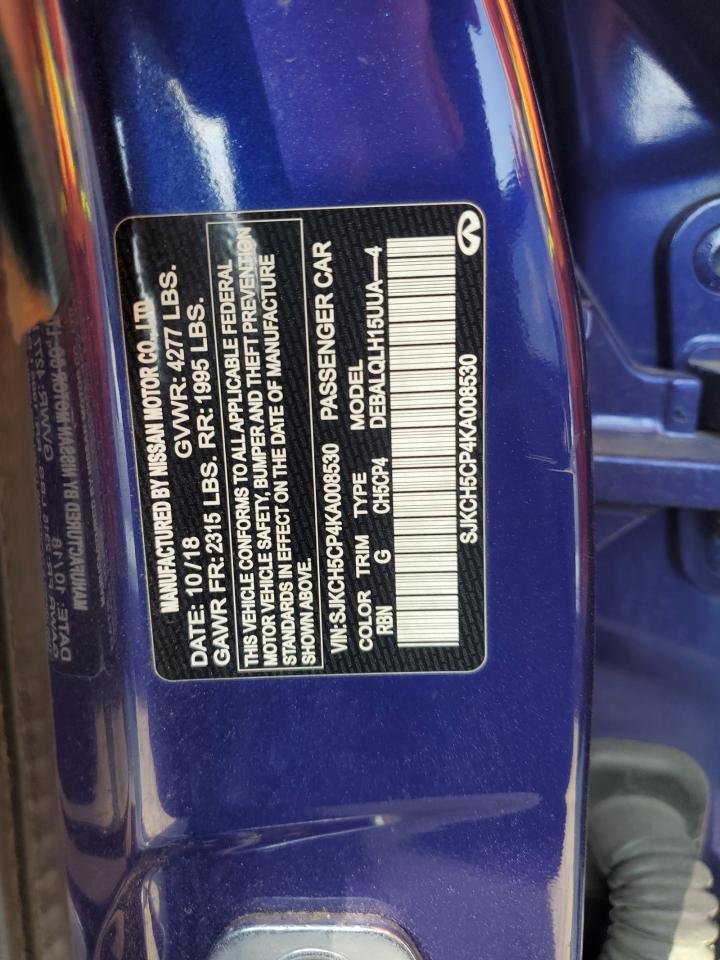 MANUFACTURED BY NISSAN MOTOR CO., LTD
DATE: 10/18 GVWR: 4277 LBS.
GAWR FR: 2315 LBS. RR: 1995 LBS.
THIS VEHICLE CONFORMS TO ALL APPLICABLE FEDERAL
MOTOR VEHICLE SAFETY, BUMPER AND THEFT PREVENTION
STANDARDS IN EFFECT ON THE DATE OF MANUFACTURE
SHOWN ABOVE.
VIN: SJKCH5CP4KA008530 PASSENGER CAR
COLOR TRIM TYPE MODEL
RBN G CH5CP4 DEBALQLH15UUA—4
SJKCH5CP4KA008530